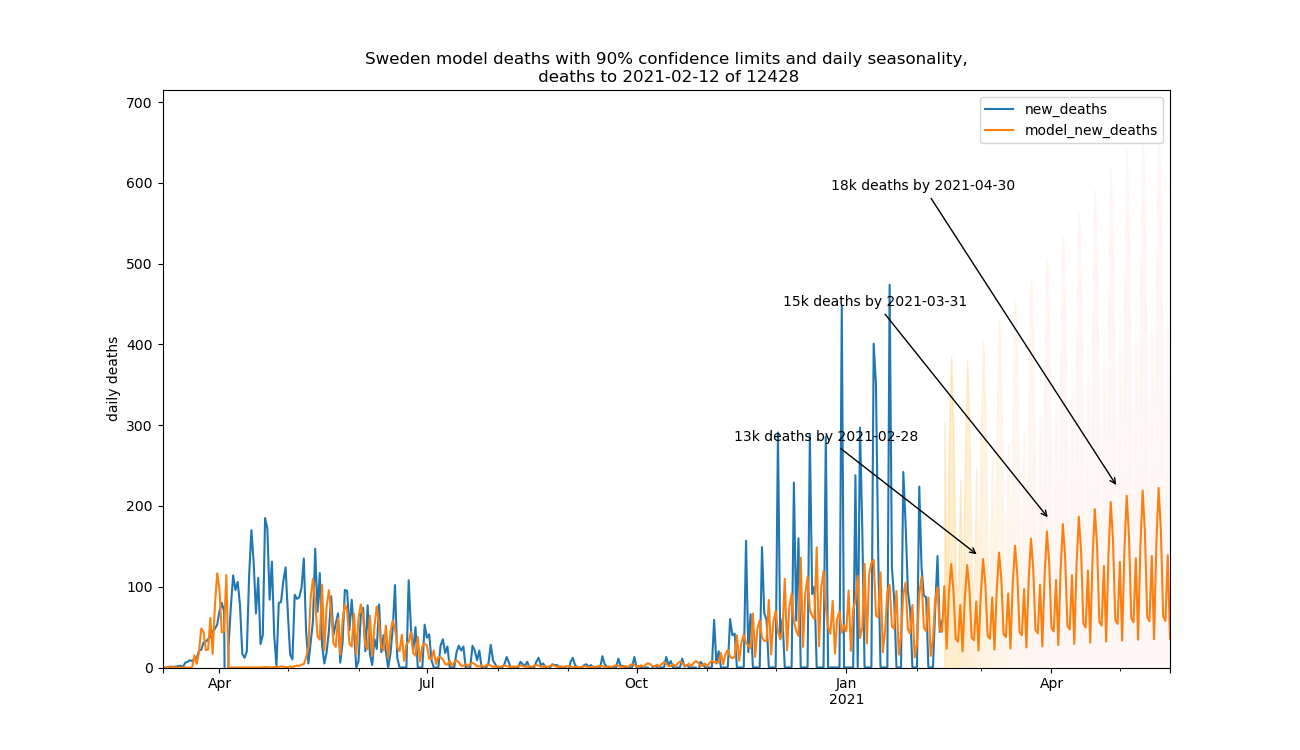 Sweden model deaths with 90% confidence limits and daily seasonality,
deaths to 2021-02-12 of 12428
700
600
500
400
300
200
100
0
daily deaths
new_deaths
model_new_deaths
18k deaths by 2021-04-30
15k deaths by 2021-03-31
13k deaths by 2021-02-28
Apr
Jul
Oct
Jan
2021
Apr